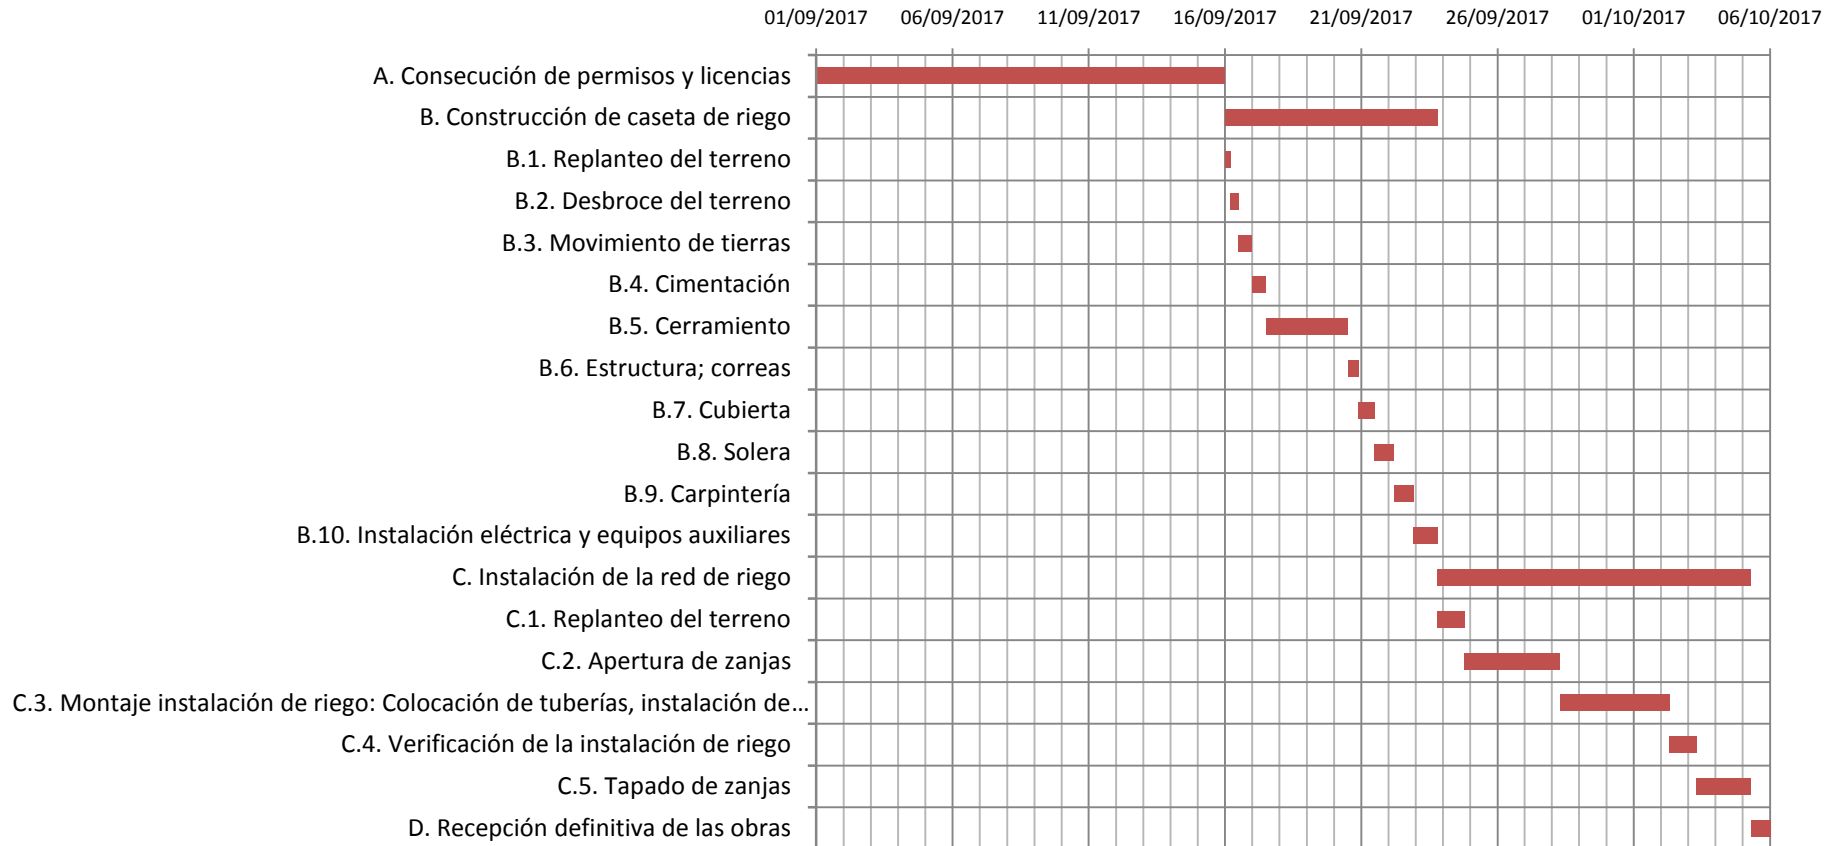 01/09/2017 06/09/2017 11/09/2017 16/09/2017 21/09/2017 26/09/2017 01/10/2017 06/10/2017
A. Consecución de permisos y licencias
B. Construcción de caseta de riego
B.1. Replanteo del terreno
B.2. Desbroce del terreno
B.3. Movimiento de tierras
B.4. Cimentación
B.5. Cerramiento
B.6. Estructura; correas
B.7. Cubierta
B.8. Solera
B.9. Carpintería
B.10. Instalación eléctrica y equipos auxiliares
C. Instalación de la red de riego
C.1. Replanteo del terreno
C.2. Apertura de zanjas
C.3. Montaje instalación de riego: Colocación de tuberías, instalación de...
C.4. Verificación de la instalación de riego
C.5. Tapado de zanjas
D. Recepción definitiva de las obras